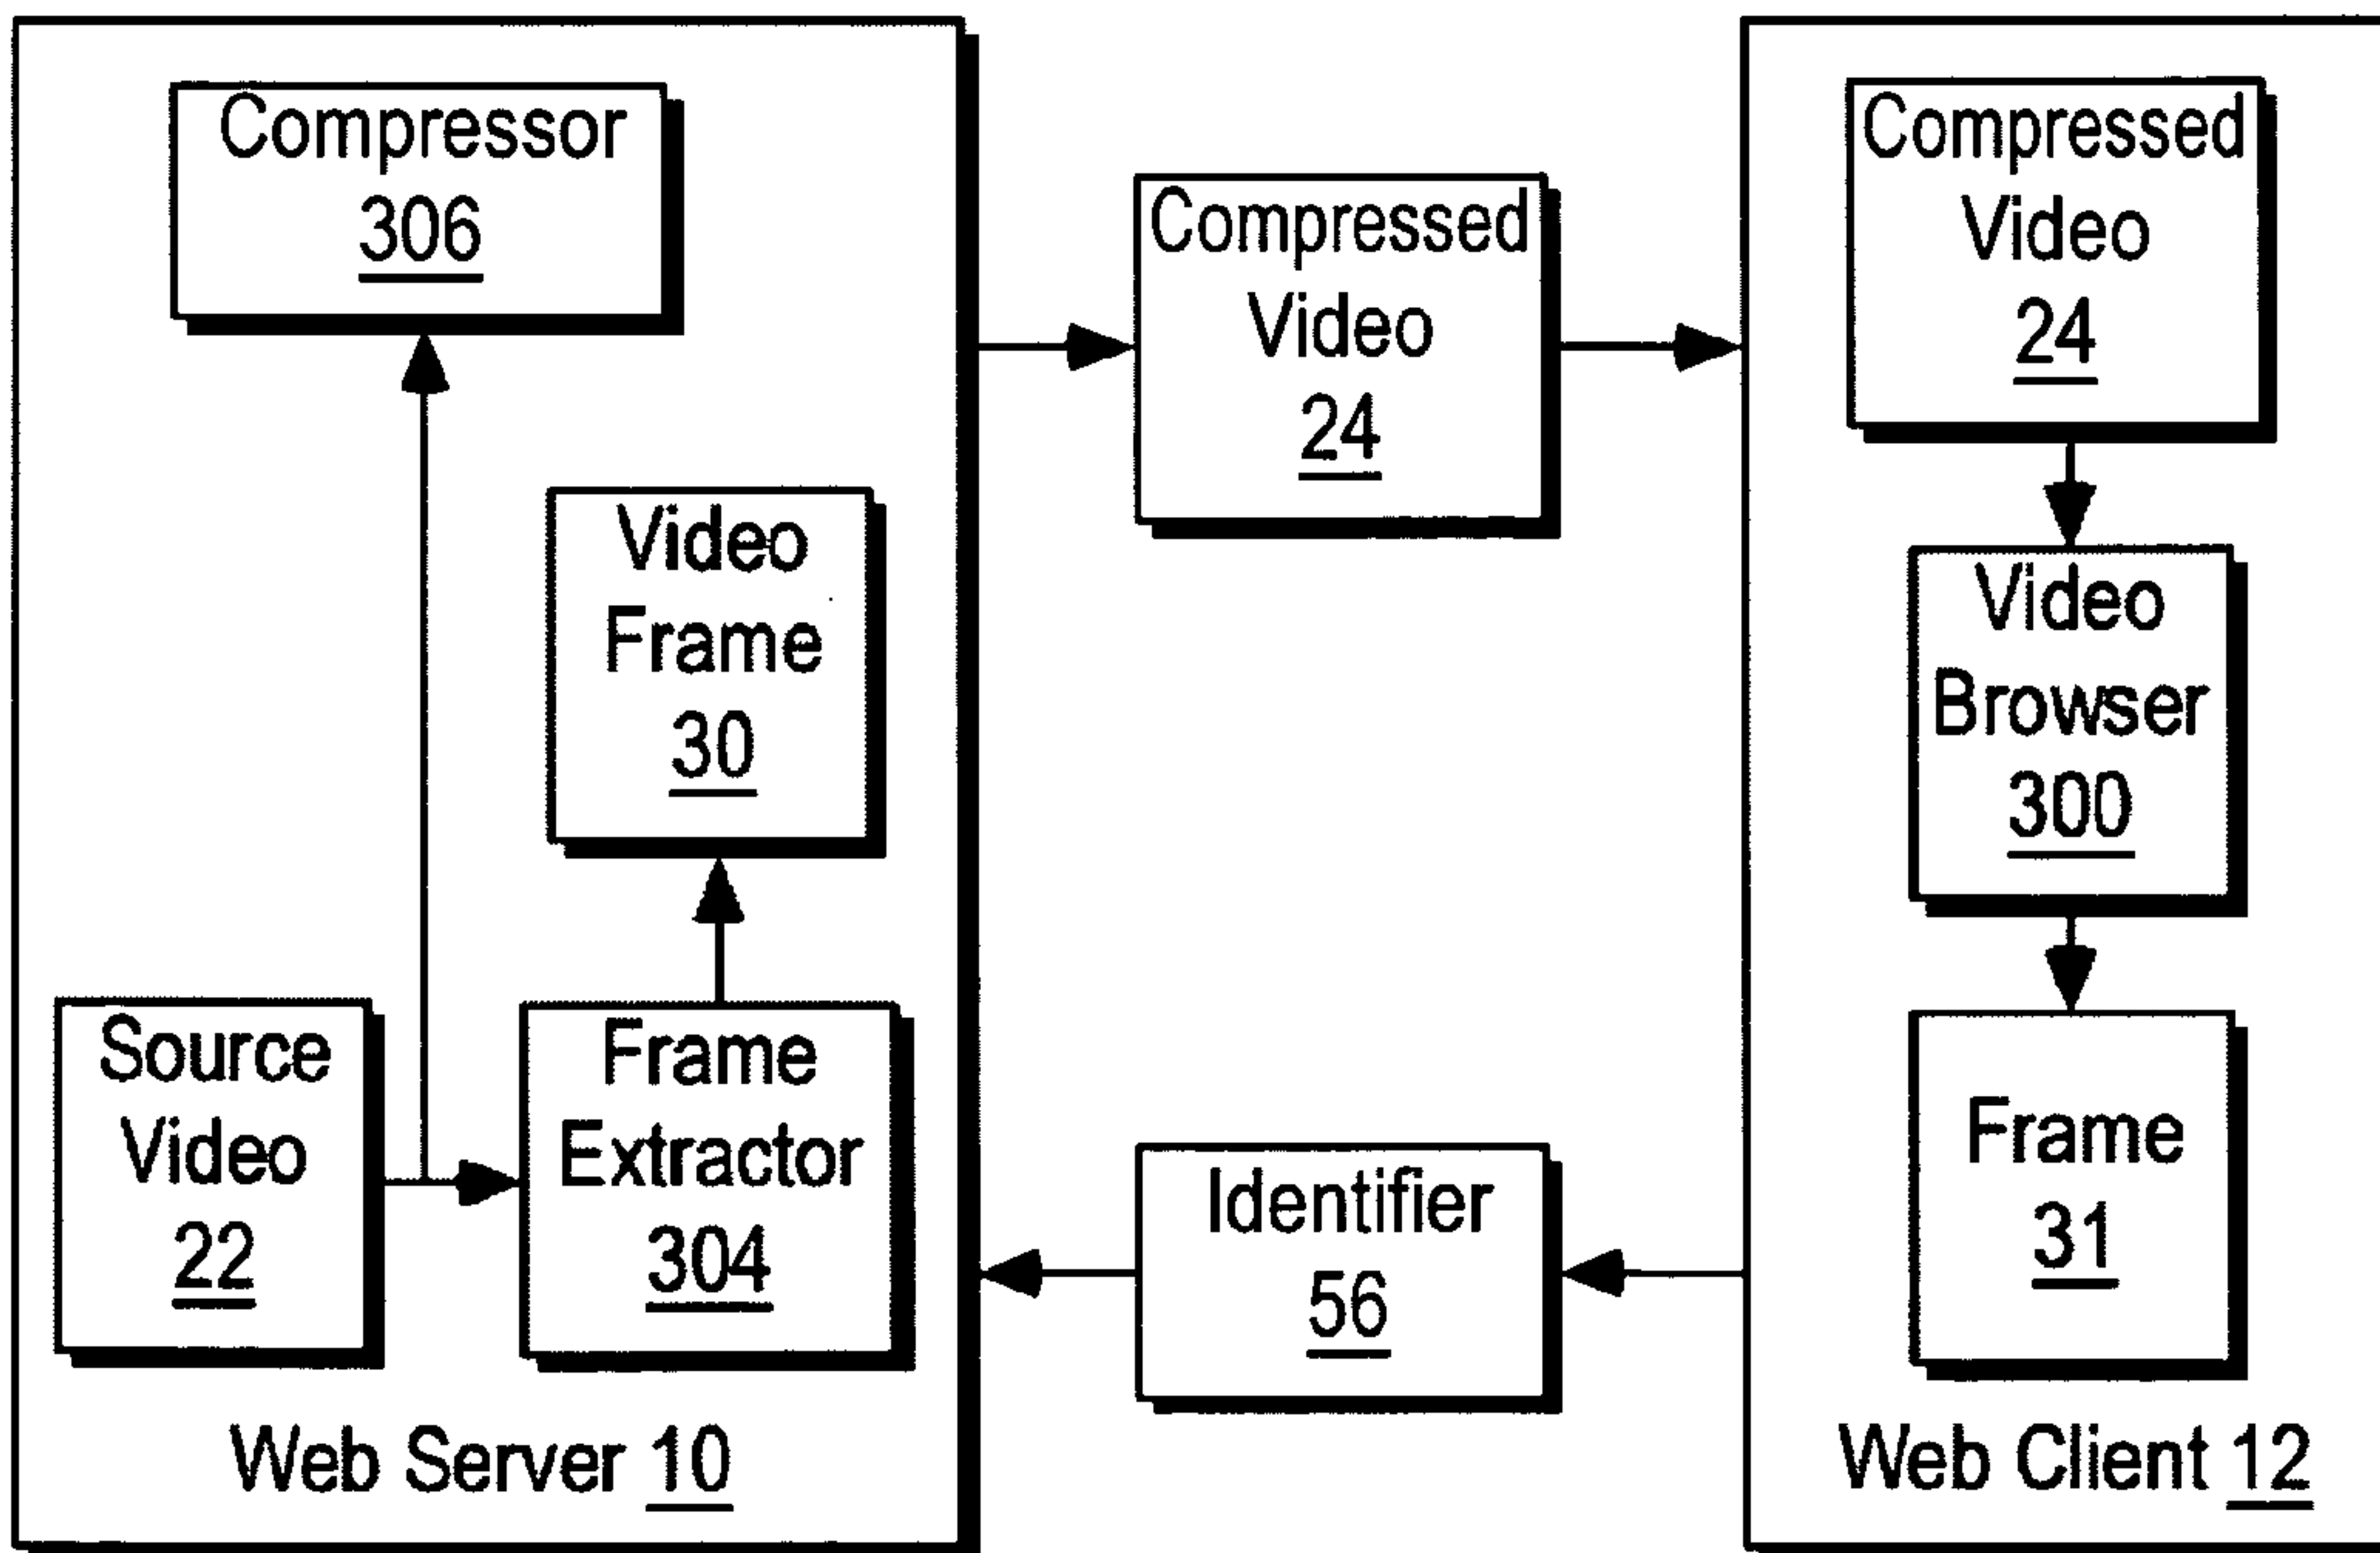 Compressor
306
Video
Frame
30
Source
Video
22
Frame
Extractor
304
Web Server 10
Compressed
Video
24
Identifier
56
Compressed
Video
24
Video
Browser
300
Frame
31
Web Client 12